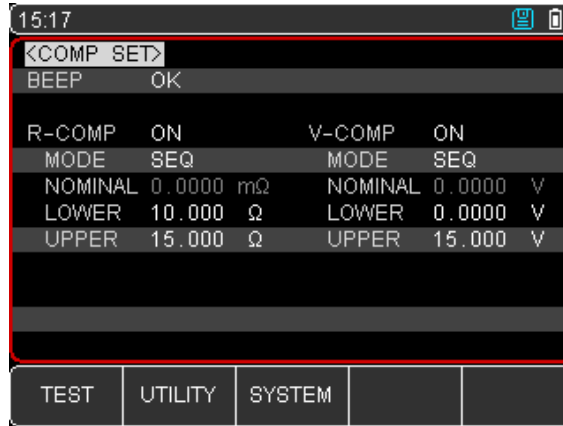 15:17
<COMP SET>
BEEP OK
R-COMP ON V-COMP ON
MODE SEQ MODE SEQ
NOMINAL 0.0000 mΩ NOMINAL 0.0000 V
LOWER 10.000 Ω LOWER 0.0000 V
UPPER 15.000 Ω UPPER 15.000 V
TEST UTILITY SYSTEM